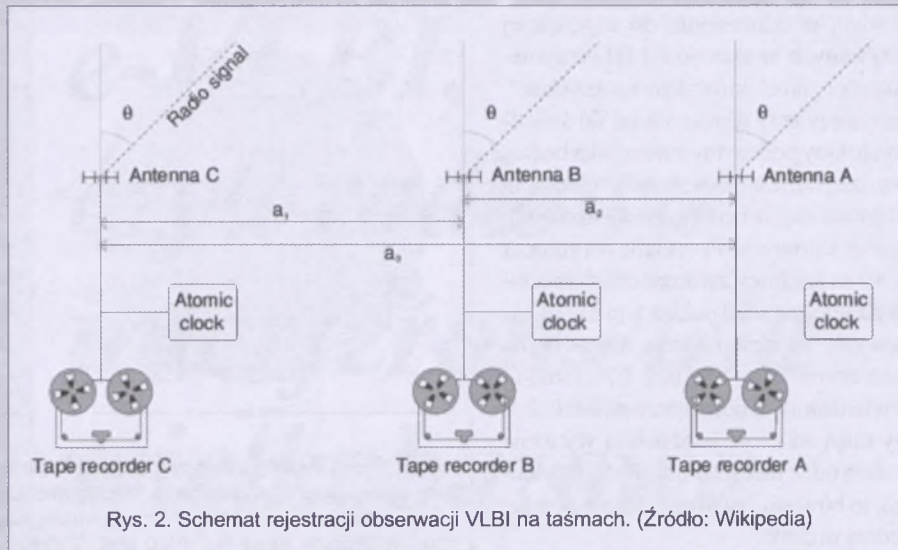 θ
Radio signal
θ
θ
Antenna C
Antenna B
Antenna A
a₁
a₂
a₃
Atomic
clock
Atomic
clock
Atomic
clock
Tape recorder C
Tape recorder B
Tape recorder A
Rys. 2. Schemat rejestracji obserwacji VLBI na taśmach. (Źródło: Wikipedia)